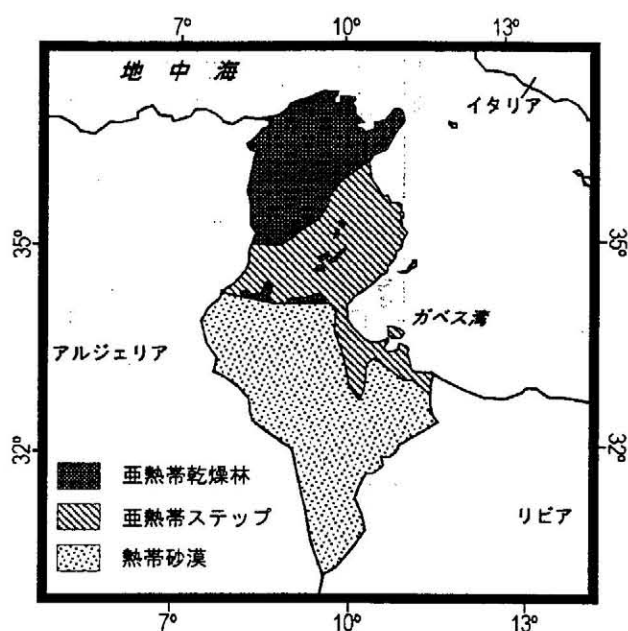 7° 10° 13°
地中海
イタリア
35° 35°
ガベス湾
アルジェリア
32° 32°
亜熱帯乾燥林
亜熱帯ステップ
リビア
熱帯砂漠
7° 10° 13°